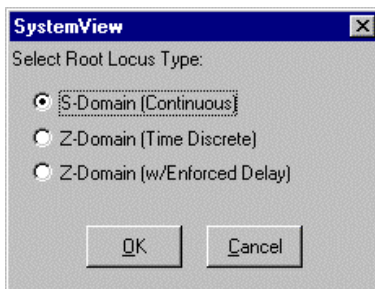 SystemView
Select Root Locus Type:
S-Domain (Continuous)
Z-Domain (Time Discrete)
Z-Domain (w/Enforced Delay)
OK
Cancel